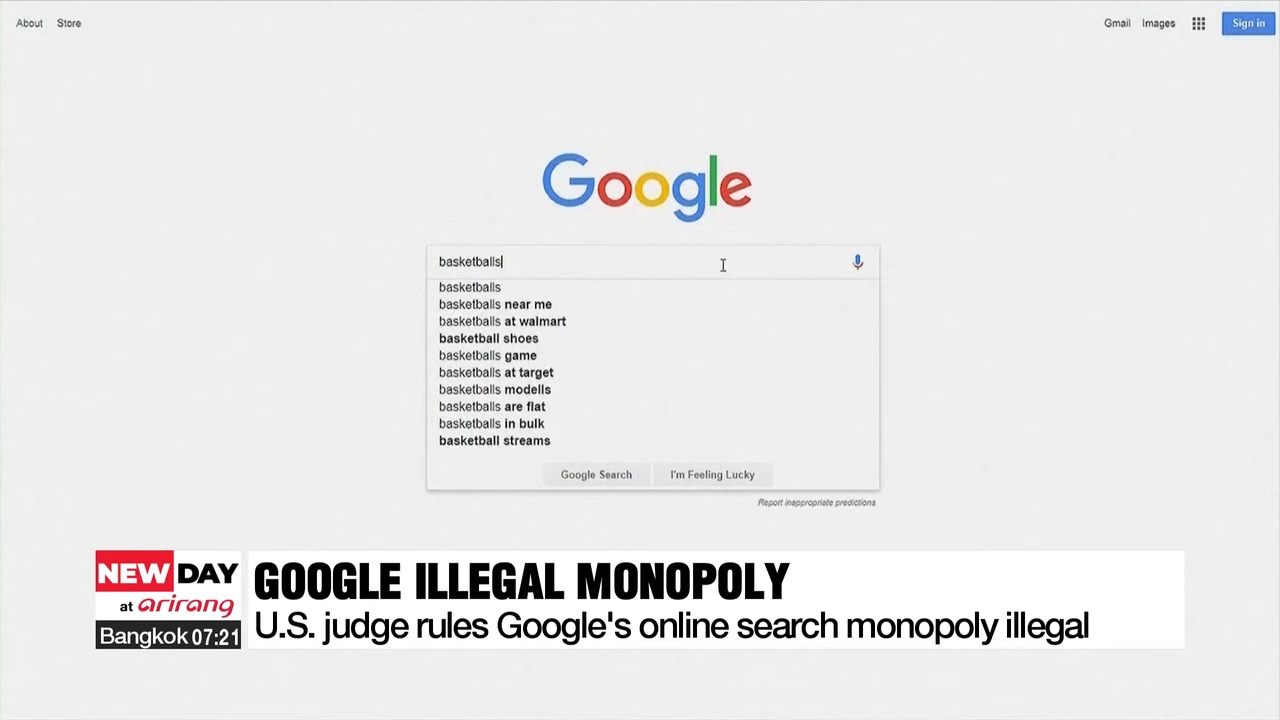 About Store
Gmail Images Sign in
Google
basketballs
basketballs
basketballs near me
basketballs at walmart
basketball shoes
basketballs game
basketballs at target
basketballs modells
basketballs are flat
basketballs in bulk
basketball streams
Google Search I'm Feeling Lucky
Report inappropriate predictions
NEW DAY
at arirang
Bangkok 07:21
GOOGLE ILLEGAL MONOPOLY
U.S. judge rules Google's online search monopoly illegal